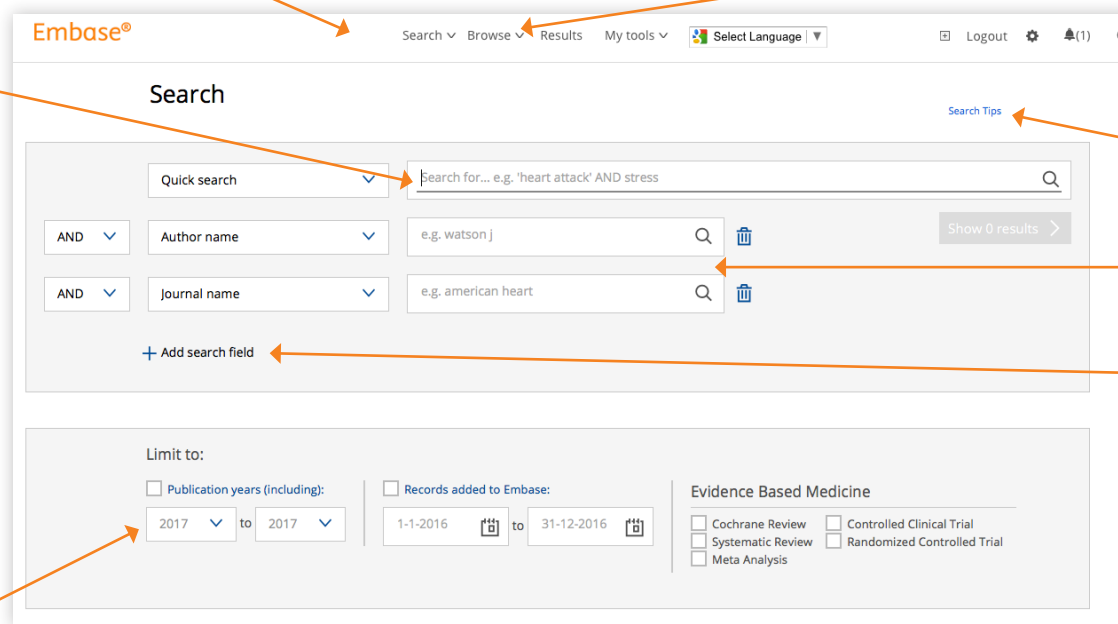 Embase®
Search Browse Results My tools Select Language ▼ Logout (1)
Search
Search Tips
Quick search Search for... e.g. 'heart attack' AND stress
AND Author name e.g. watson j Show 0 results
AND Journal name e.g. american heart
+ Add search field
Limit to:
Publication years (including): Records added to Embase: Evidence Based Medicine
2017 to 2017 1-1-2016 to 31-12-2016
Cochrane Review Controlled Clinical Trial
Systematic Review Randomized Controlled Trial
Meta Analysis